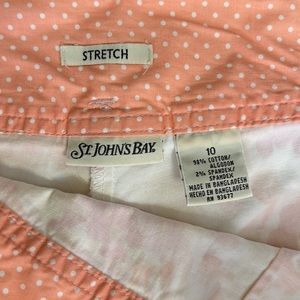 STRETCH
ST. JOHN'S BAY.
10
98% COTTON/
ALGODON
2% SPANDEX/
SPANDEX
MADE IN BANGLADESH
HECHO EN BANGLADESH
RN 93677